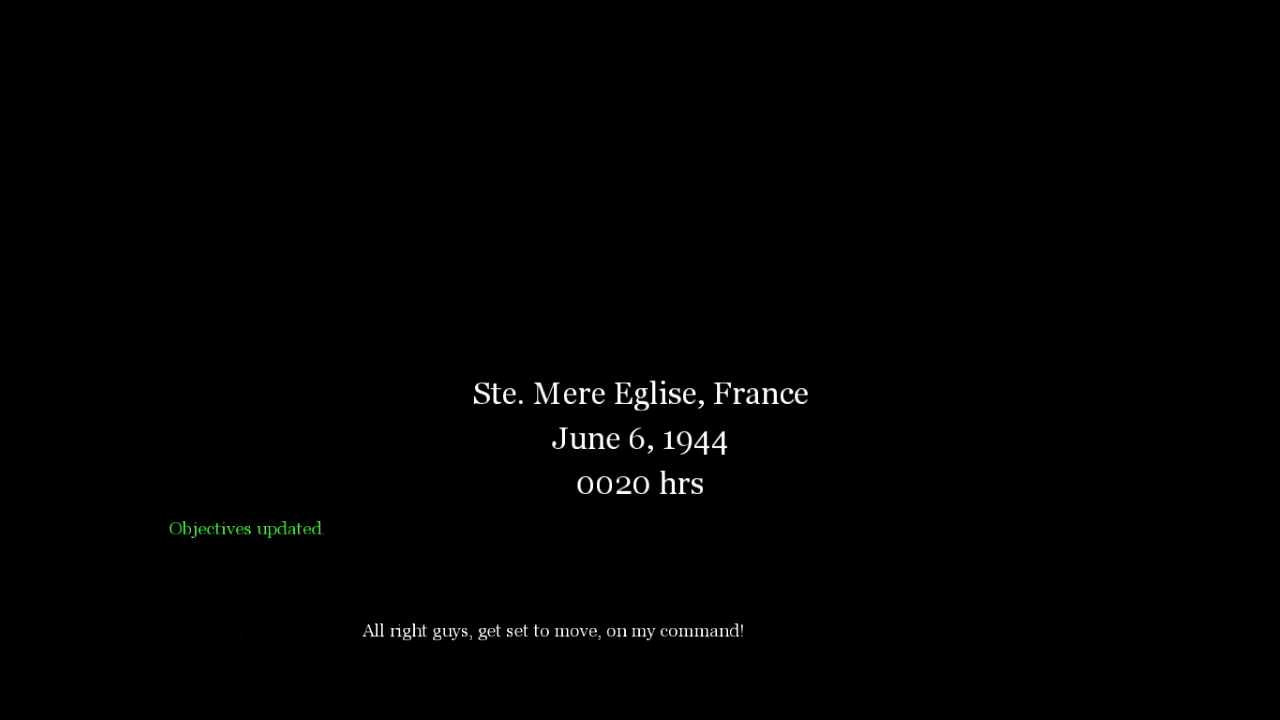 Ste. Mere Eglise, France
June 6, 1944
0020 hrs
Objectives updated.
All right guys, get set to move, on my command!